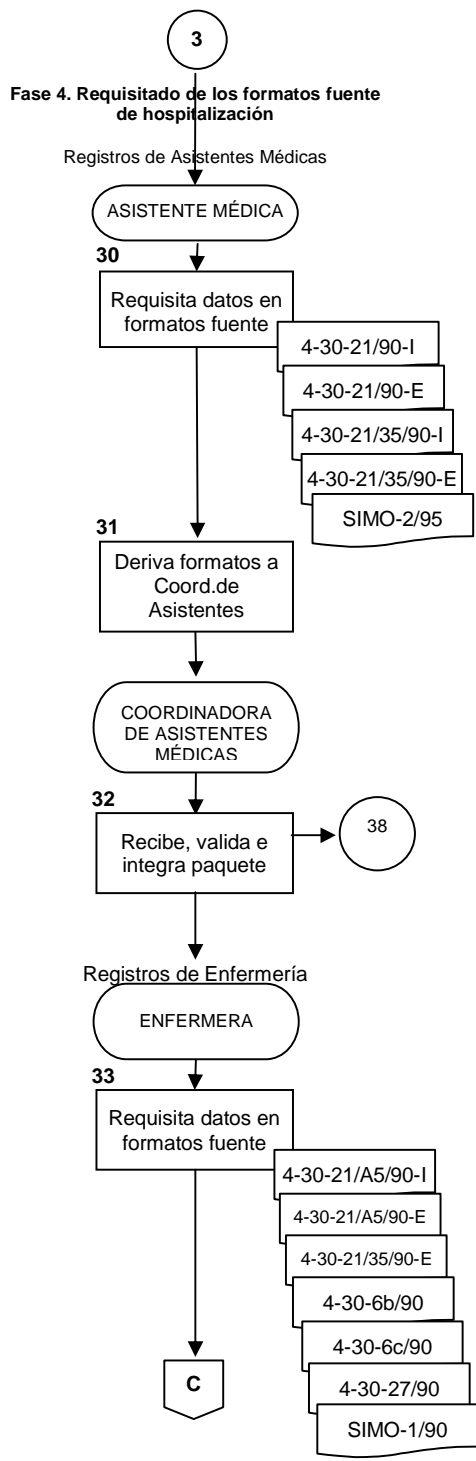 3
Fase 4. Requisitado de los formatos fuente
de hospitalización
Registros de Asistentes Médicas
ASISTENTE MÉDICA
30
Requisita datos en
formatos fuente
4-30-21/90-I
4-30-21/90-E
4-30-21/35/90-I
4-30-21/35/90-E
SIMO-2/95
31
Deriva formatos a
Coord.de
Asistentes
COORDINADORA
DE ASISTENTES
MÉDICAS
32
Recibe, valida e
integra paquete
38
Registros de Enfermería
ENFERMERA
33
Requisita datos en
formatos fuente
4-30-21/A5/90-I
4-30-21/A5/90-E
4-30-21/35/90-E
4-30-6b/90
4-30-6c/90
4-30-27/90
SIMO-1/90
C